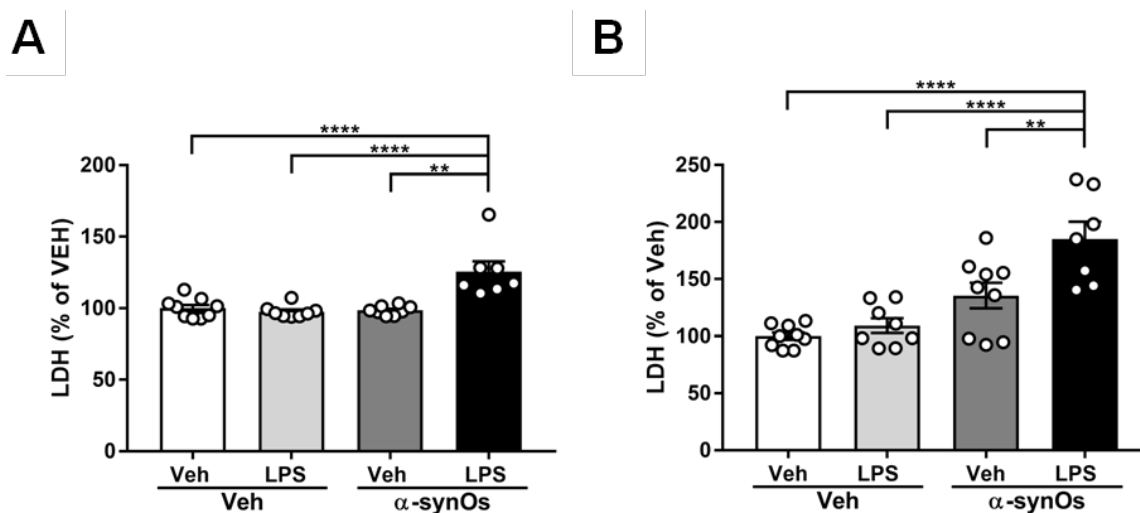 A
****
****
**
200
150
100
50
0
LDH (% of VEH)
Veh LPS Veh LPS
Veh α-synOs
B
****
****
**
250
200
150
100
50
0
LDH (% of Veh)
Veh LPS Veh LPS
Veh α-synOs